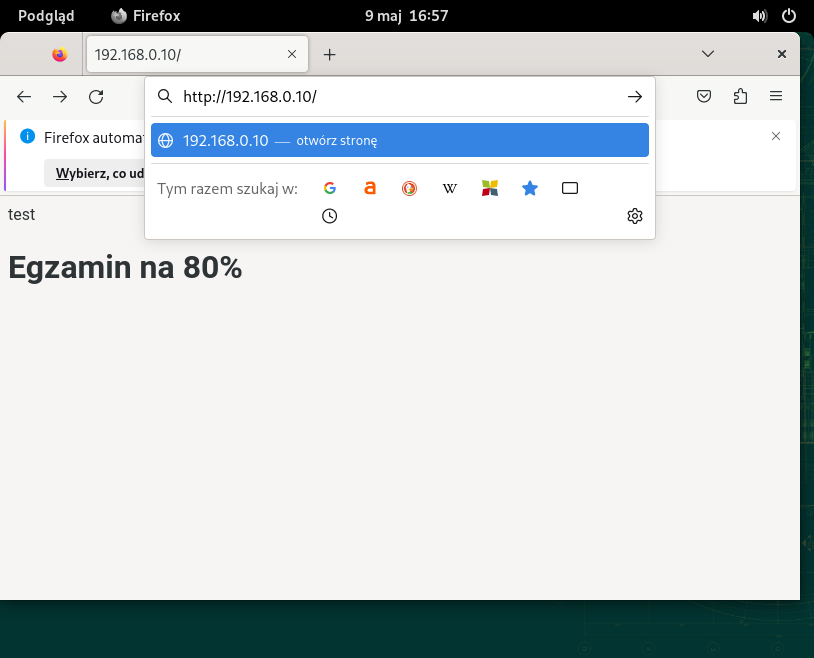 Podgląd Firefox 9 maj 16:57
192.168.0.10/
http://192.168.0.10/
Firefox automa
192.168.0.10 — otwórz stronę
Wybierz, co ud
Tym razem szukaj w:
test
Egzamin na 80%